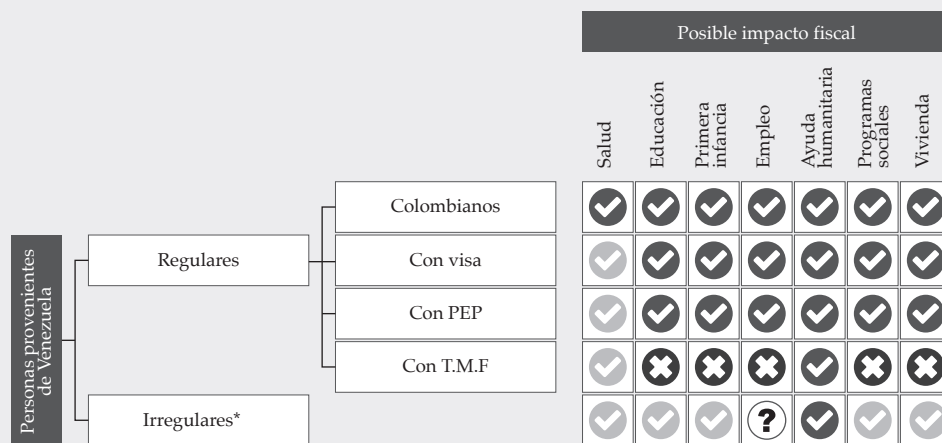 Posible impacto fiscal
Salud
Educación
Primera
infancia
Empleo
Ayuda
humanitaria
Programas
sociales
Vivienda
Personas provenientes
de Venezuela
Regulares
Colombianos
Con visa
Con PEP
Con T.M.F
Irregulares*
?